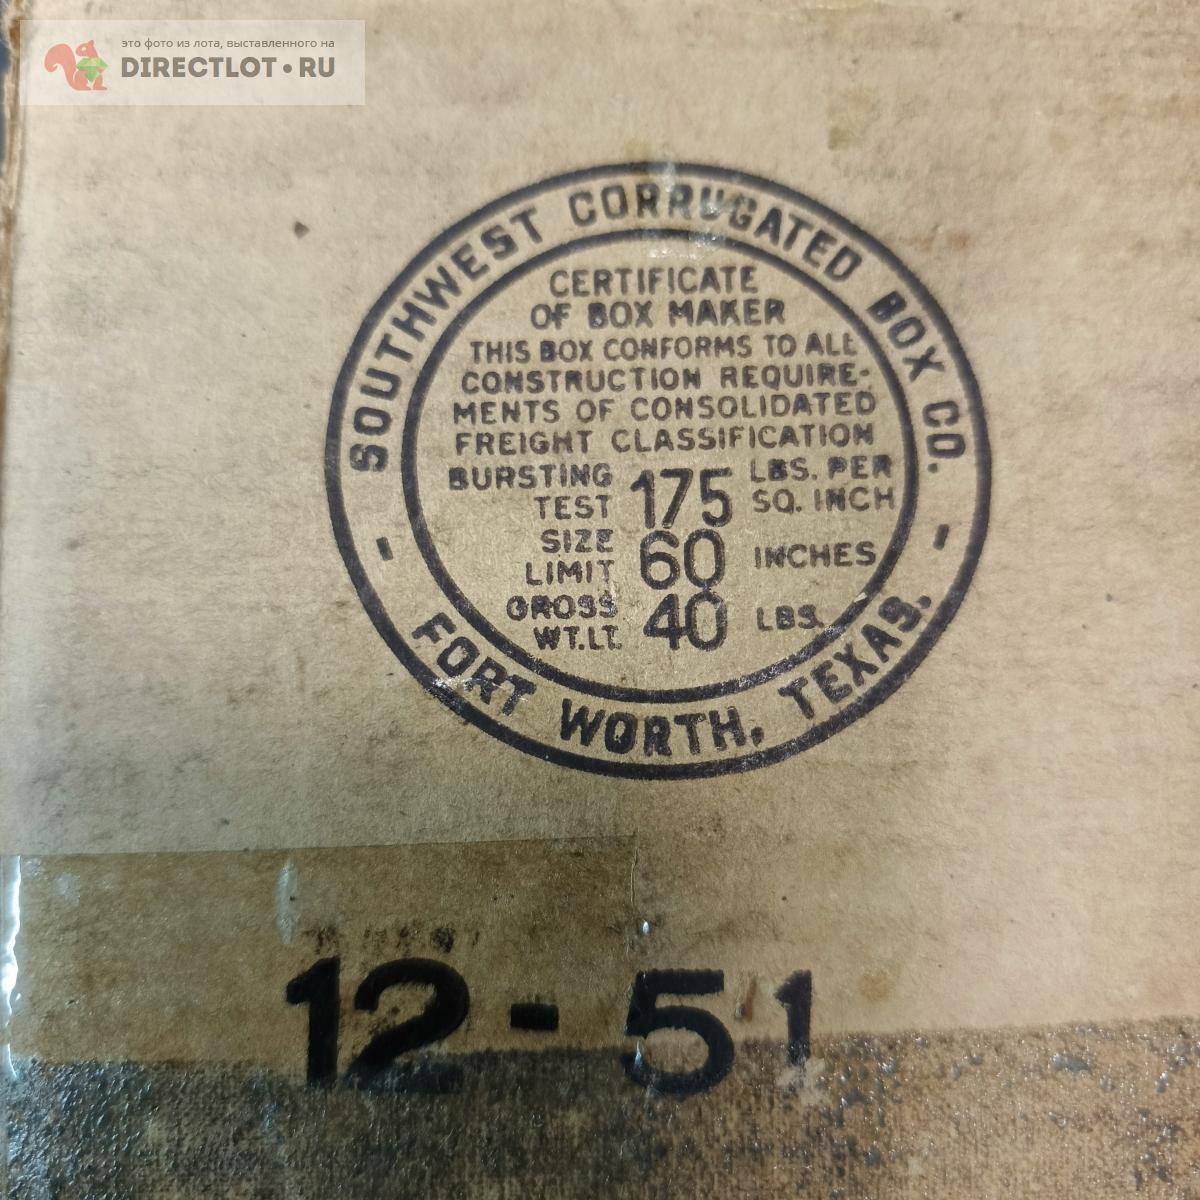 это фото из лота, выставленного на
DIRECTLOT•RU
SOUTHWEST CORRUGATED BOX CO.
CERTIFICATE
OF BOX MAKER
THIS BOX CONFORMS TO ALL
CONSTRUCTION REQUIRE-
MENTS OF CONSOLIDATED
FREIGHT CLASSIFICATION
BURSTING TEST 175 LBS. PER SQ. INCH
SIZE LIMIT 60 INCHES
GROSS WT.LT. 40 LBS.
- FORT WORTH, TEXAS. -
12-51